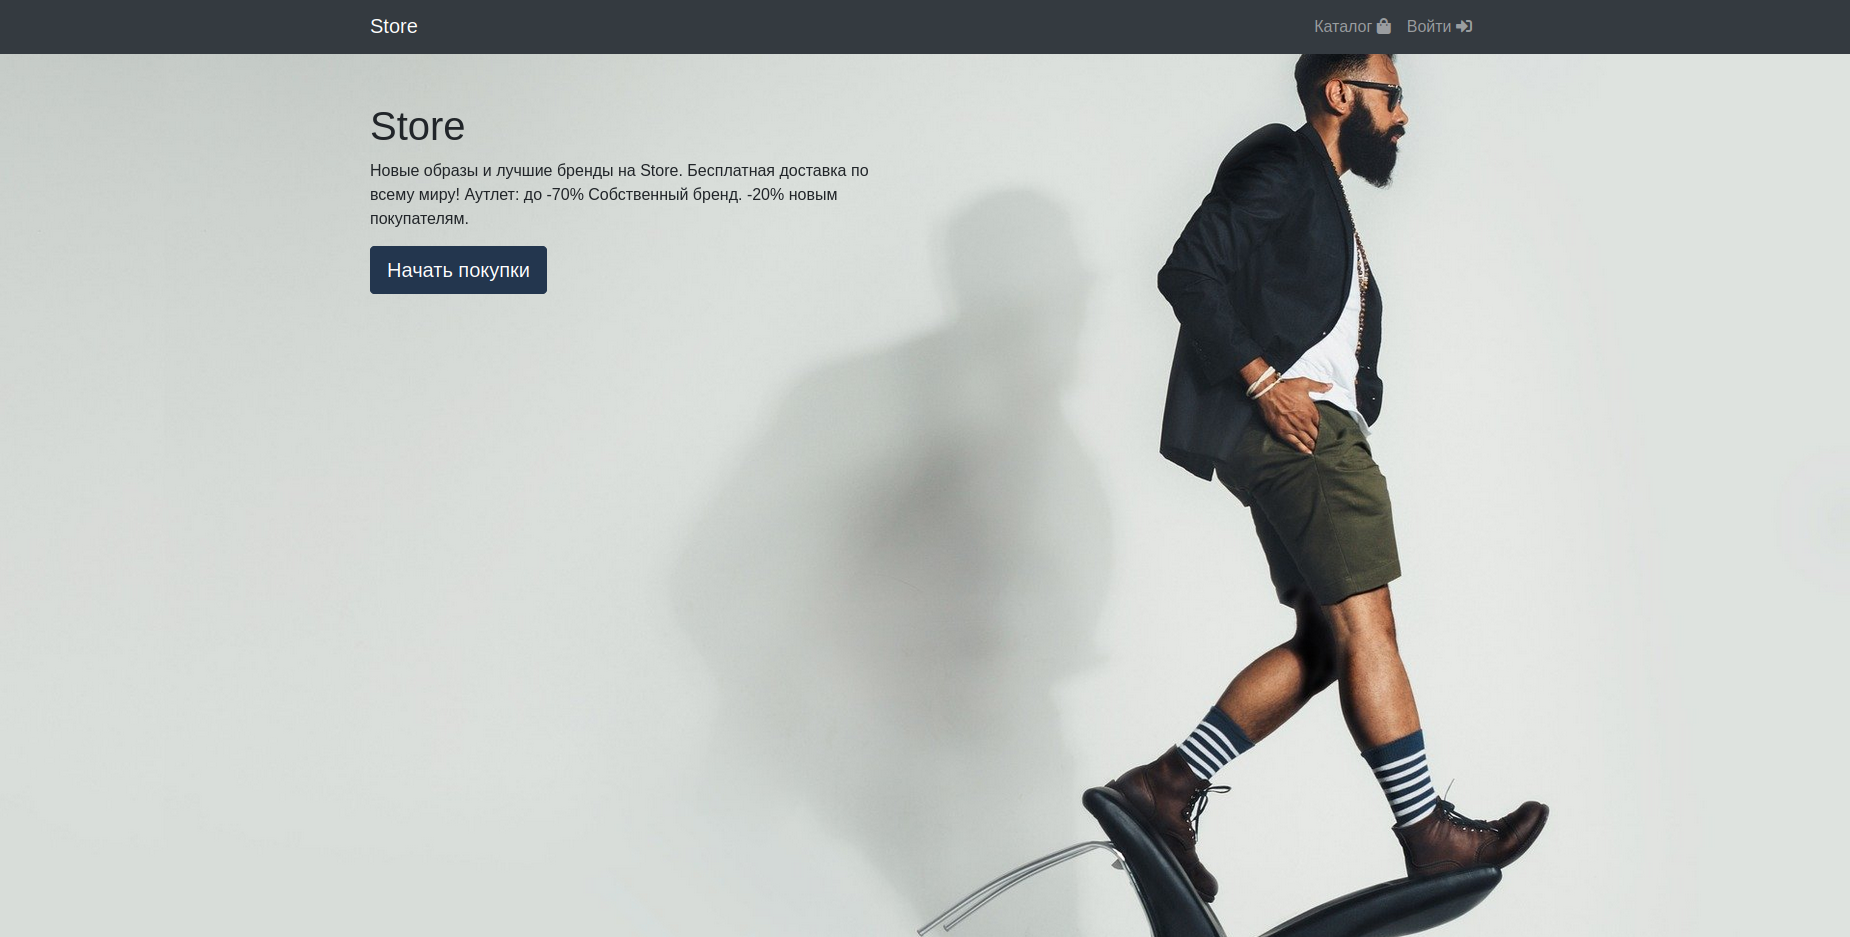 Store
Каталог
Войти
Store
Новые образы и лучшие бренды на Store. Бесплатная доставка по
всему миру! Аутлет: до -70% Собственный бренд. -20% новым
покупателям.
Начать покупки